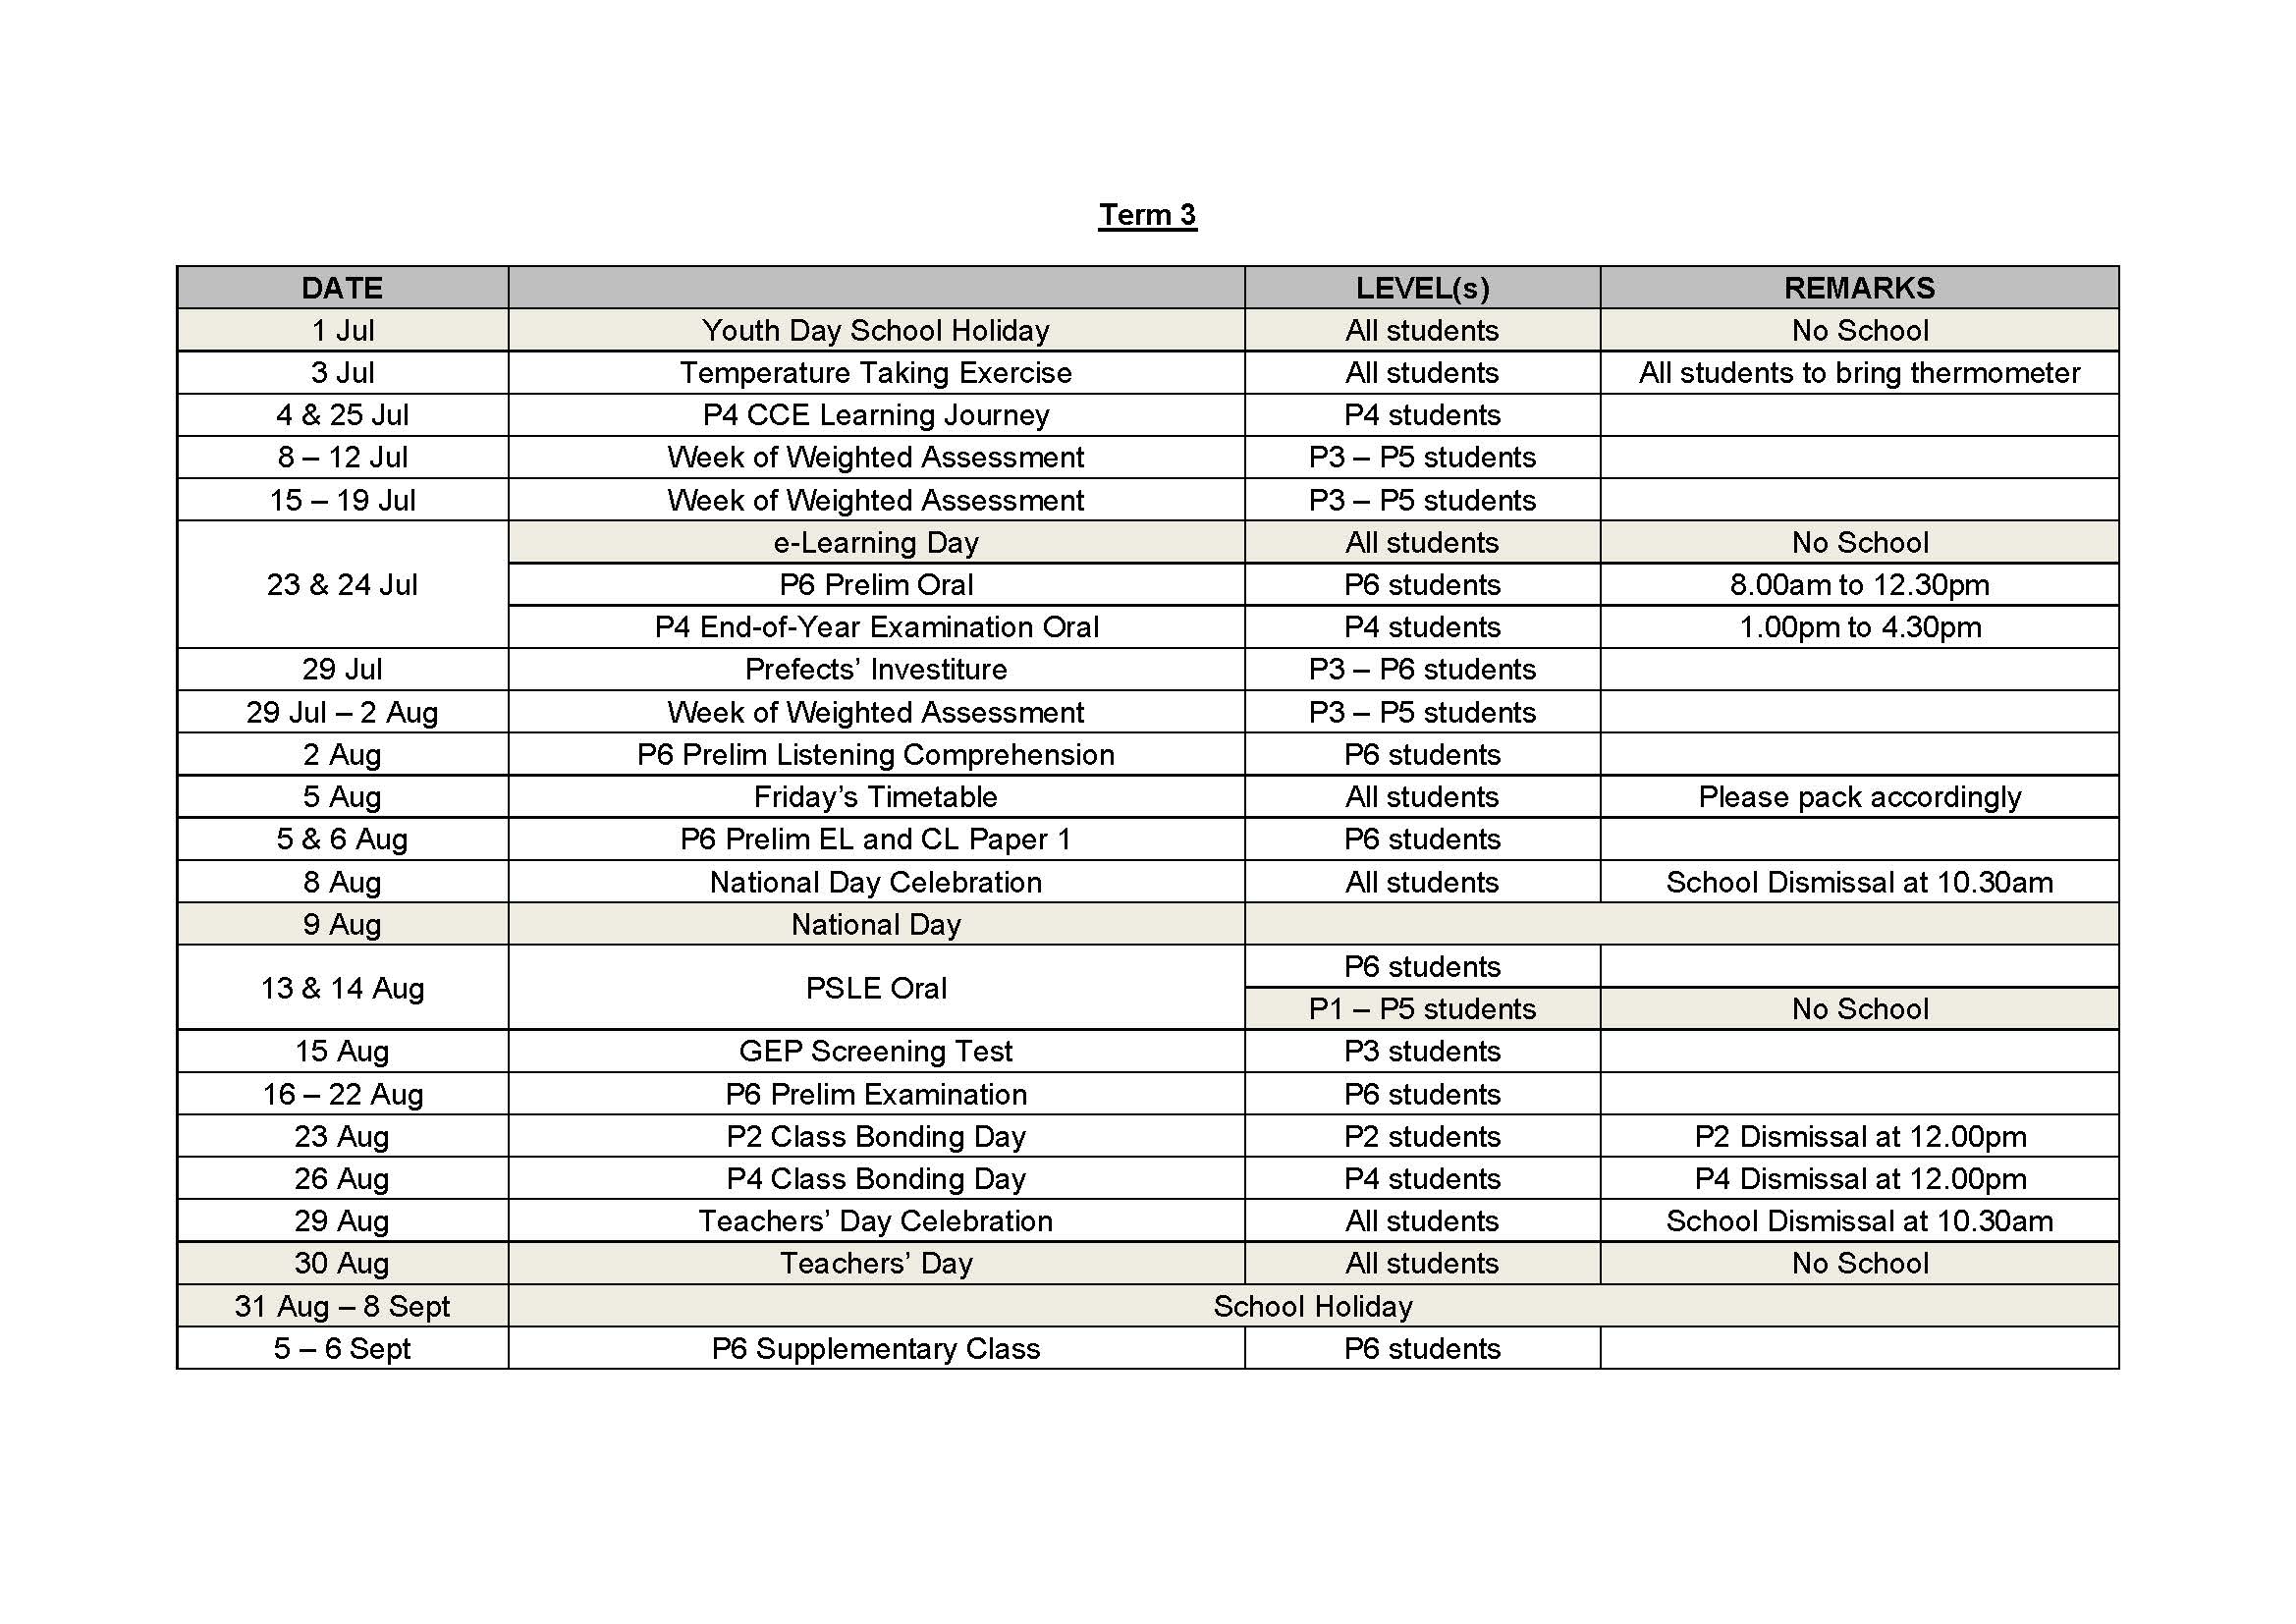 Term 3
DATE LEVEL(s) REMARKS
1 Jul Youth Day School Holiday All students No School
3 Jul Temperature Taking Exercise All students All students to bring thermometer
4 & 25 Jul P4 CCE Learning Journey P4 students
8 – 12 Jul Week of Weighted Assessment P3 – P5 students
15 – 19 Jul Week of Weighted Assessment P3 – P5 students
e-Learning Day All students No School
23 & 24 Jul P6 Prelim Oral P6 students 8.00am to 12.30pm
P4 End-of-Year Examination Oral P4 students 1.00pm to 4.30pm
29 Jul Prefects’ Investiture P3 – P6 students
29 Jul – 2 Aug Week of Weighted Assessment P3 – P5 students
2 Aug P6 Prelim Listening Comprehension P6 students
5 Aug Friday’s Timetable All students Please pack accordingly
5 & 6 Aug P6 Prelim EL and CL Paper 1 P6 students
8 Aug National Day Celebration All students School Dismissal at 10.30am
9 Aug National Day
P6 students
13 & 14 Aug PSLE Oral
P1 – P5 students No School
15 Aug GEP Screening Test P3 students
16 – 22 Aug P6 Prelim Examination P6 students
23 Aug P2 Class Bonding Day P2 students P2 Dismissal at 12.00pm
26 Aug P4 Class Bonding Day P4 students P4 Dismissal at 12.00pm
29 Aug Teachers’ Day Celebration All students School Dismissal at 10.30am
30 Aug Teachers’ Day All students No School
31 Aug – 8 Sept School Holiday
5 – 6 Sept P6 Supplementary Class P6 students